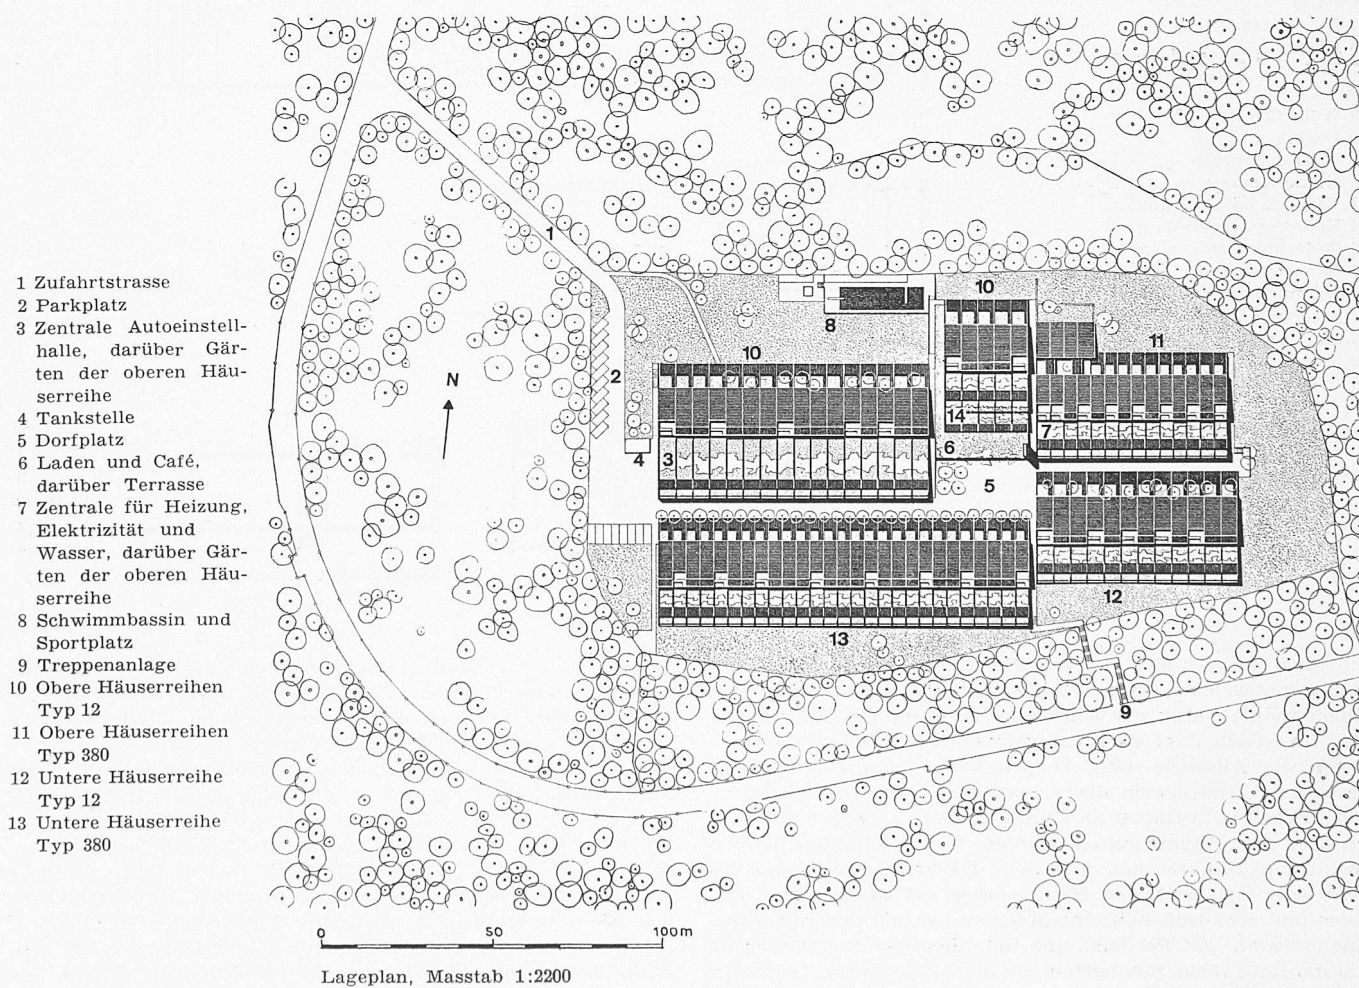 1 Zufahrtstrasse
2 Parkplatz
3 Zentrale Autoeinstell-
halle, darüber Gär-
ten der oberen Häu-
serreihe
4 Tankstelle
5 Dorfplatz
6 Laden und Café,
darüber Terrasse
7 Zentrale für Heizung,
Elektrizität und
Wasser, darüber Gär-
ten der oberen Häu-
serreihe
8 Schwimmbassin und
Sportplatz
9 Treppenanlage
10 Obere Häuserreihen
Typ 12
11 Obere Häuserreihen
Typ 380
12 Untere Häuserreihe
Typ 12
13 Untere Häuserreihe
Typ 380
1
10
8
11
10
N
2
14
7
6
4
3
5
12
13
9
0 50 100m
Lageplan, Masstab 1:2200